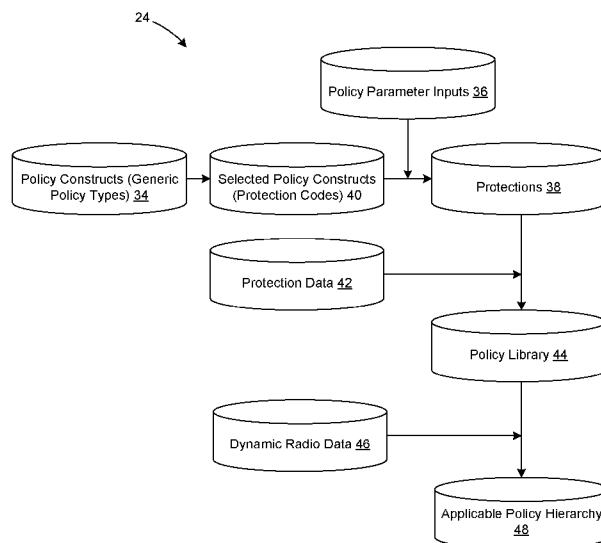 24
Policy Parameter Inputs 36
Policy Constructs (Generic
Policy Types) 34
Selected Policy Constructs
(Protection Codes) 40
Protections 38
Protection Data 42
Policy Library 44
Dynamic Radio Data 46
Applicable Policy Hierarchy
48